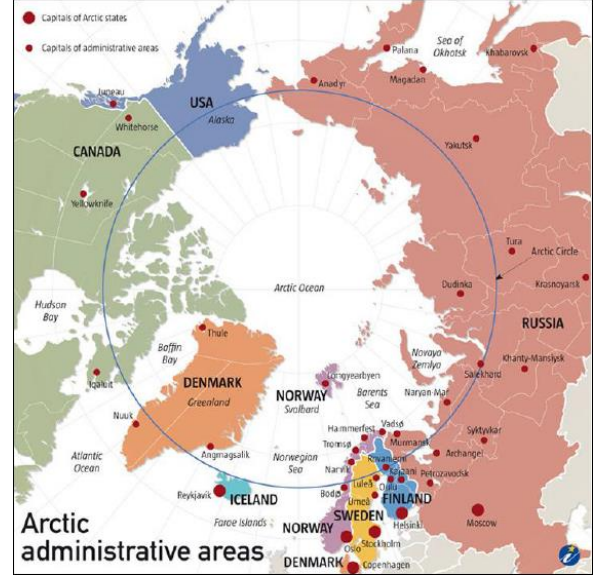 Capitals of Arctic states
Capitals of administrative areas
Sea of
Okhotsk
Palana
Khabarovsk
Magadan
Anadyr
Juneau
USA
Alaska
Whitehorse
CANADA
Yakutsk
Yellowknife
Tura
Arctic Circle
Krasnoyarsk
Dudinka
Arctic Ocean
Hudson
Bay
RUSSIA
Thule
Baffin
Bay
Novaya
Zemlya
Khanty-Mansiysk
Salekhard
Iqaluit
DENMARK
Greenland
Longyearbyen
NORWAY
Svalbard
Barents
Sea
Naryan-Mar
Nuuk
Hammerfest
Vadsø
Murmansk
Syktyvkar
Angmagsalik
Tromsø
Archangel
Atlantic
Ocean
Norwegian
Sea
Narvik
Rovaniemi
Kajaani
Petrozavodsk
Reykjavik
ICELAND
Bodø
Luleå
Oulu
FINLAND
Umeå
Faroe Islands
SWEDEN
Helsinki
Moscow
NORWAY
Oslo
Stockholm
DENMARK
Copenhagen
Arctic
administrative areas